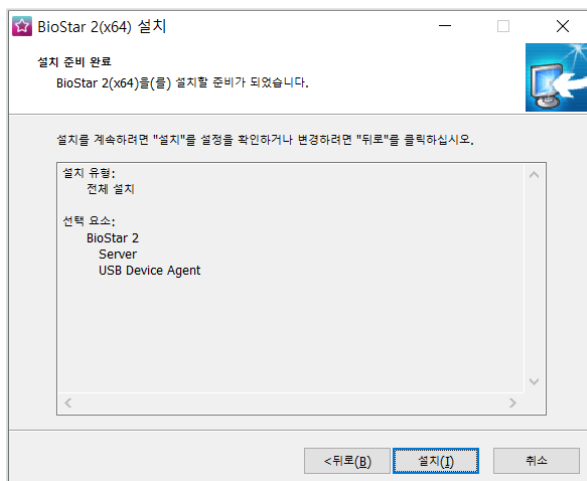 BioStar 2(x64) 설치
설치 준비 완료
BioStar 2(x64)을(를) 설치할 준비가 되었습니다.
설치를 계속하려면 "설치"를 설정을 확인하거나 변경하려면 "뒤로"를 클릭하십시오.
설치 유형:
전체 설치
선택 요소:
BioStar 2
Server
USB Device Agent
<뒤로(B)
설치(I)
취소